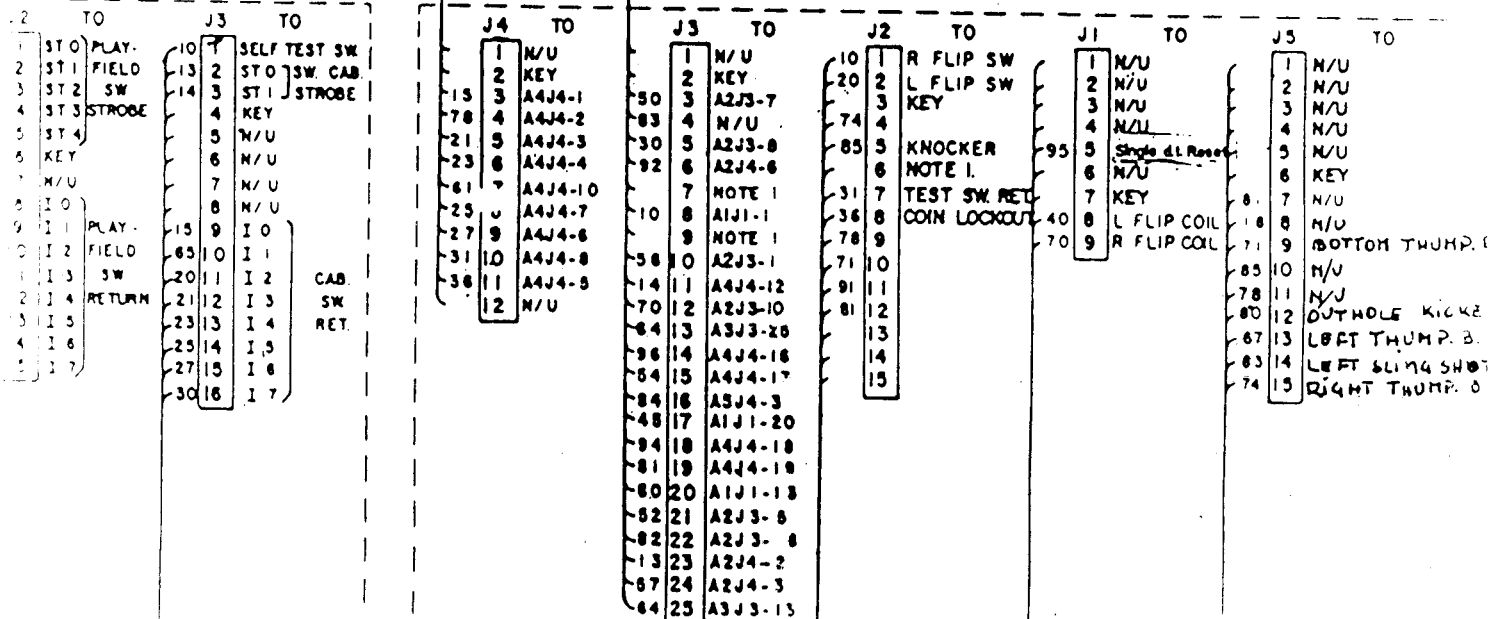 2 TO
1 ST 0 PLAY-
2 ST 1 FIELD
3 ST 2 SW
4 ST 3 STROBE
5 ST 4
6 KEY
7 N/U
8 I 0
9 I 1 PLAY-
0 I 2 FIELD
1 I 3 SW
2 I 4 RETURN
3 I 5
4 I 6
5 I 7
J3 TO
10 1 SELF TEST SW.
13 2 ST 0 SW. CAB.
14 3 ST 1 STROBE
4 KEY
5 N/U
6 N/U
7 N/U
8 N/U
15 9 I 0
65 10 I 1
20 11 I 2 CAB.
21 12 I 3 SW.
23 13 I 4 RET.
25 14 I 5
27 15 I 6
30 16 I 7
J4 TO
1 N/U
2 KEY
15 3 A4J4-1
78 4 A4J4-2
21 5 A4J4-3
23 6 A4J4-4
61 7 A4J4-10
25 A4J4-7
27 9 A4J4-6
31 10 A4J4-8
36 11 A4J4-5
12 N/U
J3 TO
1 N/U
2 KEY
50 3 A2J3-7
83 4 N/U
30 5 A2J3-8
92 6 A2J4-6
7 NOTE 1
10 8 A1J1-1
9 NOTE 1
56 10 A2J3-1
14 11 A4J4-12
70 12 A2J3-10
64 13 A3J3-25
96 14 A4J4-16
54 15 A4J4-17
84 16 A5J4-3
45 17 A1J1-20
94 18 A4J4-18
81 19 A4J4-19
60 20 A1J1-13
52 21 A2J3-5
82 22 A2J3-
13 23 A2J4-2
67 24 A2J4-3
64 25 A3J3-13
J2 TO
10 1 R FLIP SW
20 2 L FLIP SW
3 KEY
74 4
85 5 KNOCKER
6 NOTE 1.
31 7 TEST SW. RET.
36 8 COIN LOCKOUT
78 9
71 10
91 11
81 12
13
14
15
J1 TO
1 N/U
2 N/U
3 N/U
4 N/U
95 5 Single d.t. Reset
6 N/U
7 KEY
40 8 L FLIP COIL
70 9 R FLIP COIL
J5 TO
1 N/U
2 N/U
3 N/U
4 N/U
5 N/U
6 KEY
8. 7 N/U
18 8 N/U
71 9 BOTTOM THUMP.
85 10 N/U
78 11 N/U
80 12 OUTHOLE KICKE
67 13 LEFT THUMP. B.
83 14 LEFT SLING SHOT
74 15 RIGHT THUMP. B